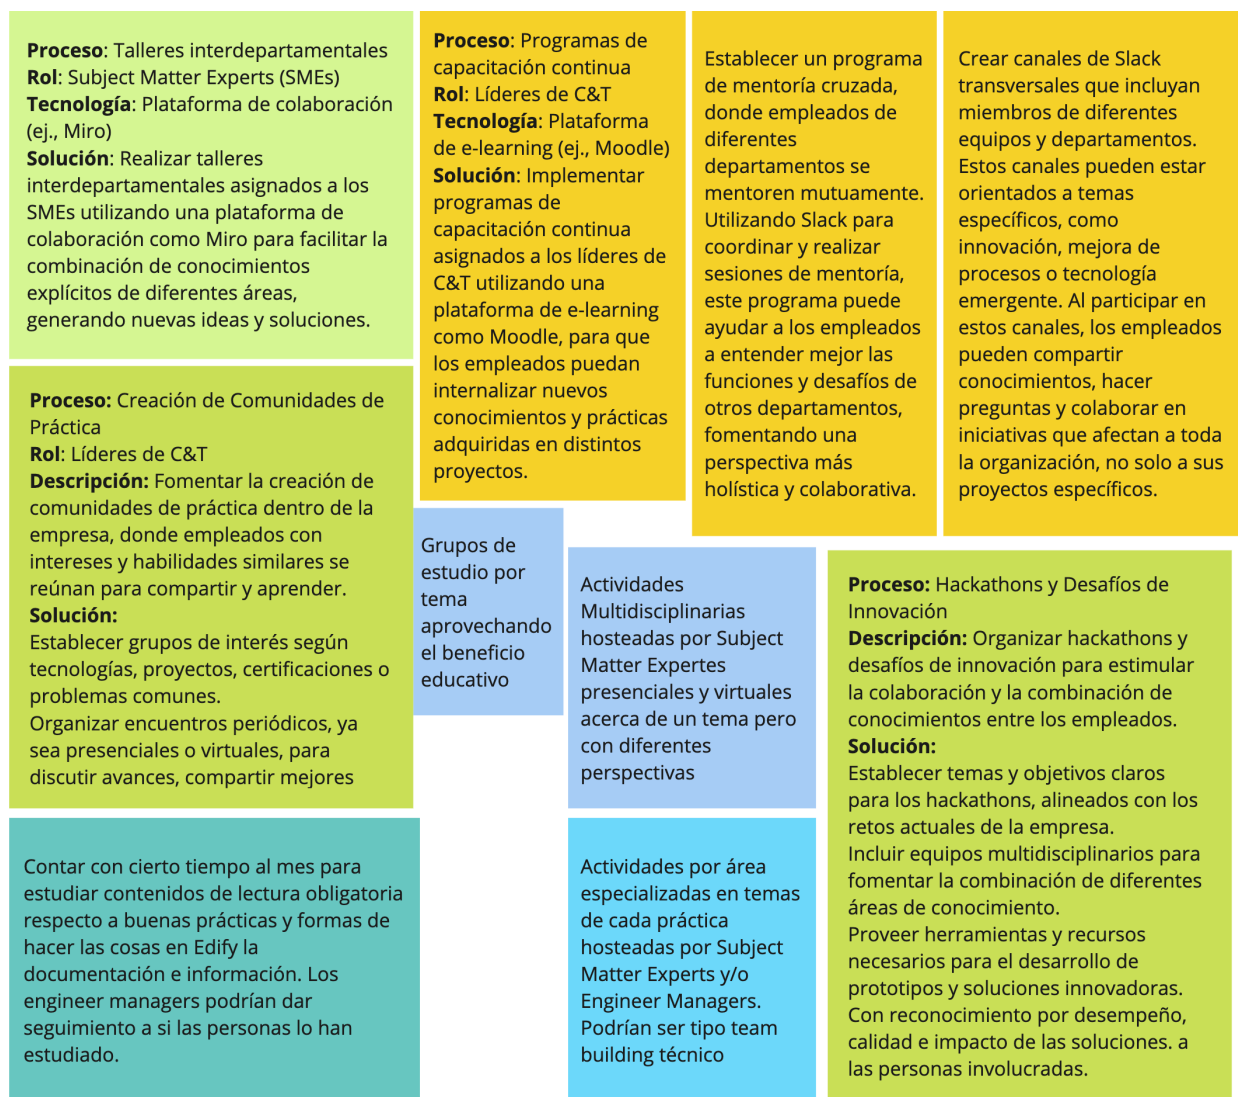 Proceso: Talleres interdepartamentales
Rol: Subject Matter Experts (SMEs)
Tecnología: Plataforma de colaboración
(ej., Miro)
Solución: Realizar talleres
interdepartamentales asignados a los
SMEs utilizando una plataforma de
colaboración como Miro para facilitar la
combinación de conocimientos
explícitos de diferentes áreas,
generando nuevas ideas y soluciones.
Proceso: Programas de
capacitación continua
Rol: Líderes de C&T
Tecnología: Plataforma
de e-learning (ej., Moodle)
Solución: Implementar
programas de
capacitación continua
asignados a los líderes de
C&T utilizando una
plataforma de e-learning
como Moodle, para que
los empleados puedan
internalizar nuevos
conocimientos y prácticas
adquiridas en distintos
proyectos.
Establecer un programa
de mentoría cruzada,
donde empleados de
diferentes
departamentos se
mentoren mutuamente.
Utilizando Slack para
coordinar y realizar
sesiones de mentoría,
este programa puede
ayudar a los empleados
a entender mejor las
funciones y desafíos de
otros departamentos,
fomentando una
perspectiva más
holística y colaborativa.
Crear canales de Slack
transversales que incluyan
miembros de diferentes
equipos y departamentos.
Estos canales pueden estar
orientados a temas
específicos, como
innovación, mejora de
procesos o tecnología
emergente. Al participar en
estos canales, los empleados
pueden compartir
conocimientos, hacer
preguntas y colaborar en
iniciativas que afectan a toda
la organización, no solo a sus
proyectos específicos.
Proceso: Creación de Comunidades de
Práctica
Rol: Líderes de C&T
Descripción: Fomentar la creación de
comunidades de práctica dentro de la
empresa, donde empleados con
intereses y habilidades similares se
reúnan para compartir y aprender.
Solución:
Establecer grupos de interés según
tecnologías, proyectos, certificaciones o
problemas comunes.
Organizar encuentros periódicos, ya
sea presenciales o virtuales, para
discutir avances, compartir mejores
Grupos de
estudio por
tema
aprovechando
el beneficio
educativo
Actividades
Multidisciplinarias
hosteadas por Subject
Matter Expertes
presenciales y virtuales
acerca de un tema pero
con diferentes
perspectivas
Proceso: Hackathons y Desafíos de
Innovación
Descripción: Organizar hackathons y
desafíos de innovación para estimular
la colaboración y la combinación de
conocimientos entre los empleados.
Solución:
Establecer temas y objetivos claros
para los hackathons, alineados con los
retos actuales de la empresa.
Incluir equipos multidisciplinarios para
fomentar la combinación de diferentes
áreas de conocimiento.
Proveer herramientas y recursos
necesarios para el desarrollo de
prototipos y soluciones innovadoras.
Con reconocimiento por desempeño,
calidad e impacto de las soluciones. a
las personas involucradas.
Contar con cierto tiempo al mes para
estudiar contenidos de lectura obligatoria
respecto a buenas prácticas y formas de
hacer las cosas en Edify la
documentación e información. Los
engineer managers podrían dar
seguimiento a si las personas lo han
estudiado.
Actividades por área
especializadas en temas
de cada práctica
hosteadas por Subject
Matter Experts y/o
Engineer Managers.
Podrían ser tipo team
building técnico